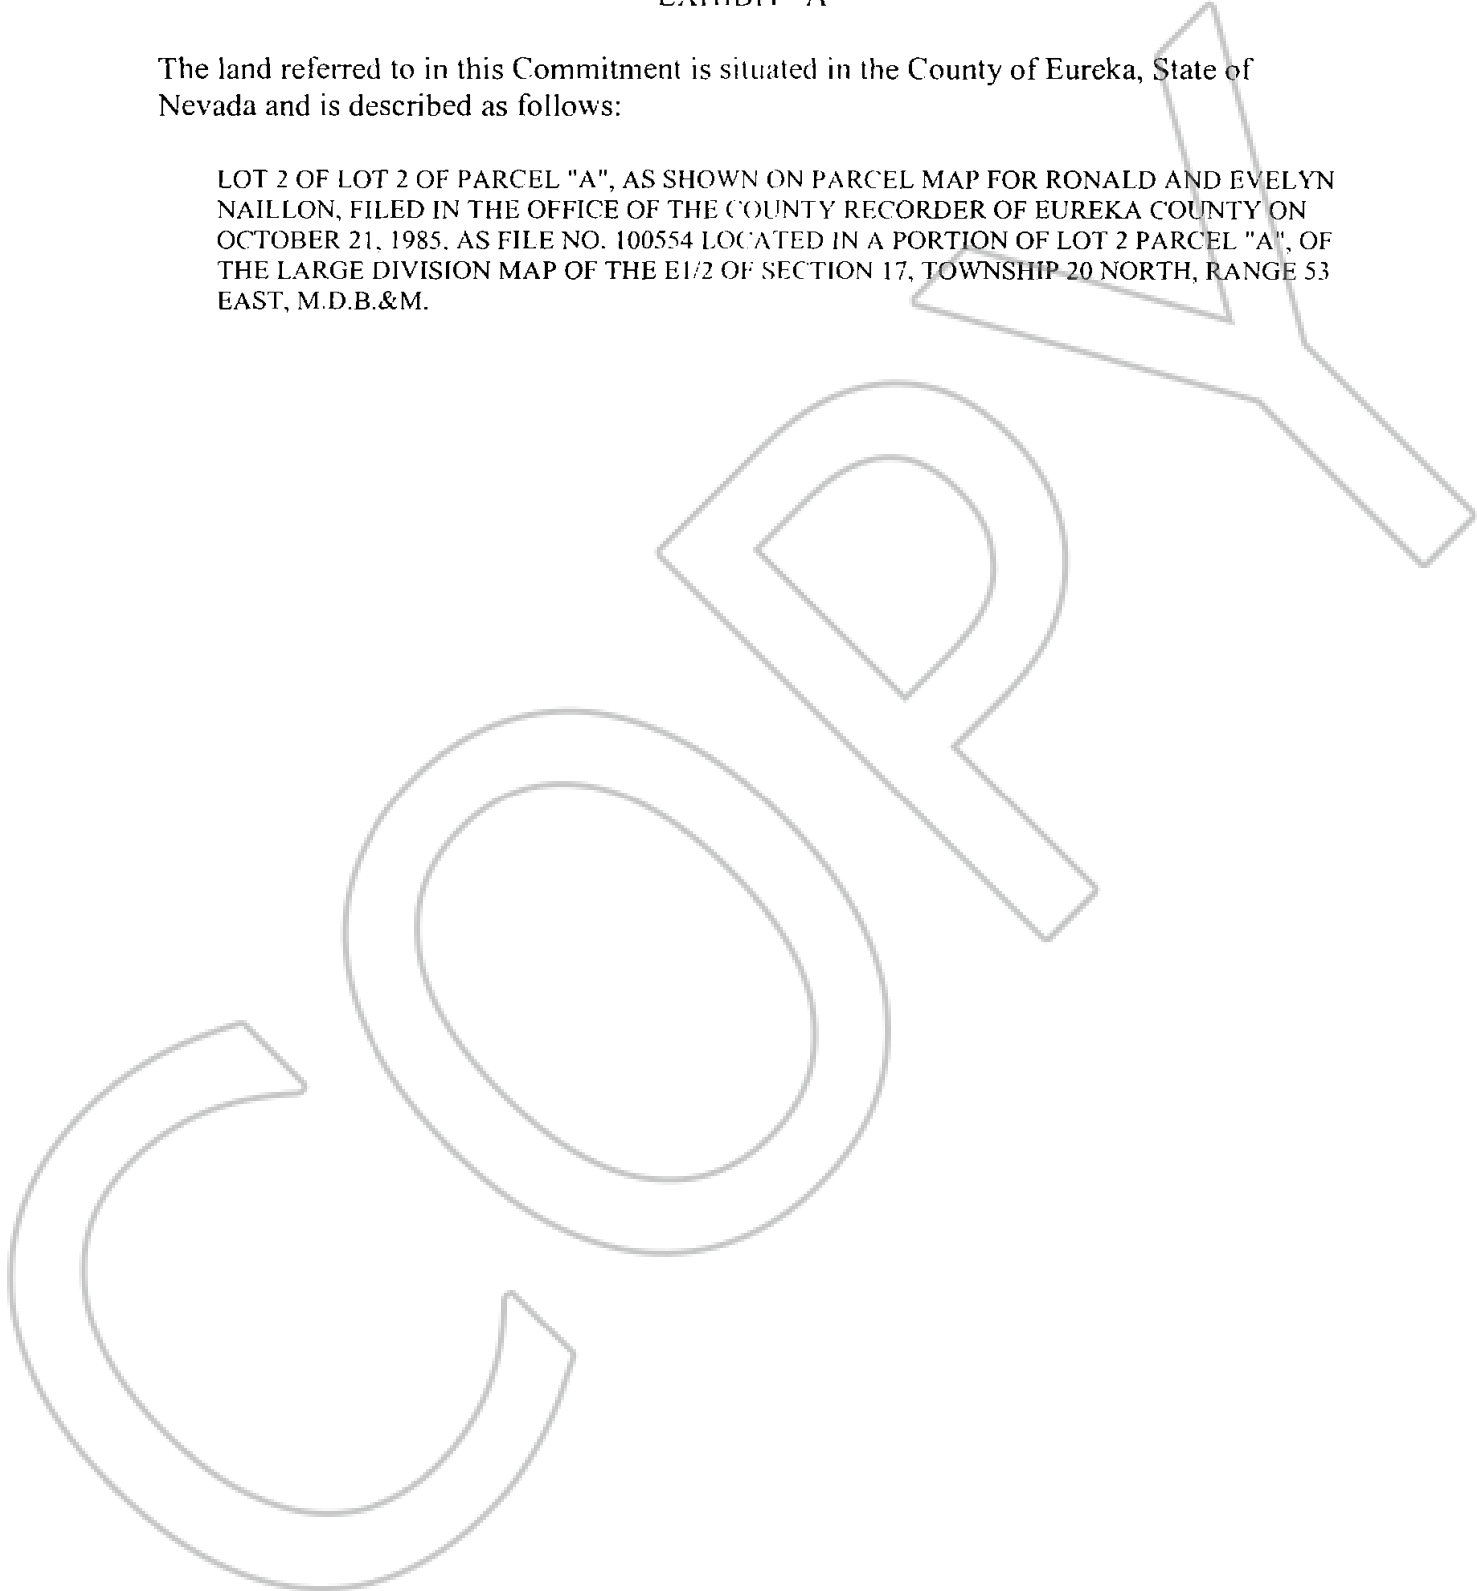 EXHIBIT "A"
The land referred to in this Commitment is situated in the County of Eureka, State of
Nevada and is described as follows:
LOT 2 OF LOT 2 OF PARCEL "A", AS SHOWN ON PARCEL MAP FOR RONALD AND EVELYN
NAILLON, FILED IN THE OFFICE OF THE COUNTY RECORDER OF EUREKA COUNTY ON
OCTOBER 21, 1985, AS FILE NO. 100554 LOCATED IN A PORTION OF LOT 2 PARCEL "A", OF
THE LARGE DIVISION MAP OF THE E1/2 OF SECTION 17, TOWNSHIP 20 NORTH, RANGE 53
EAST, M.D.B.&M.
COPY